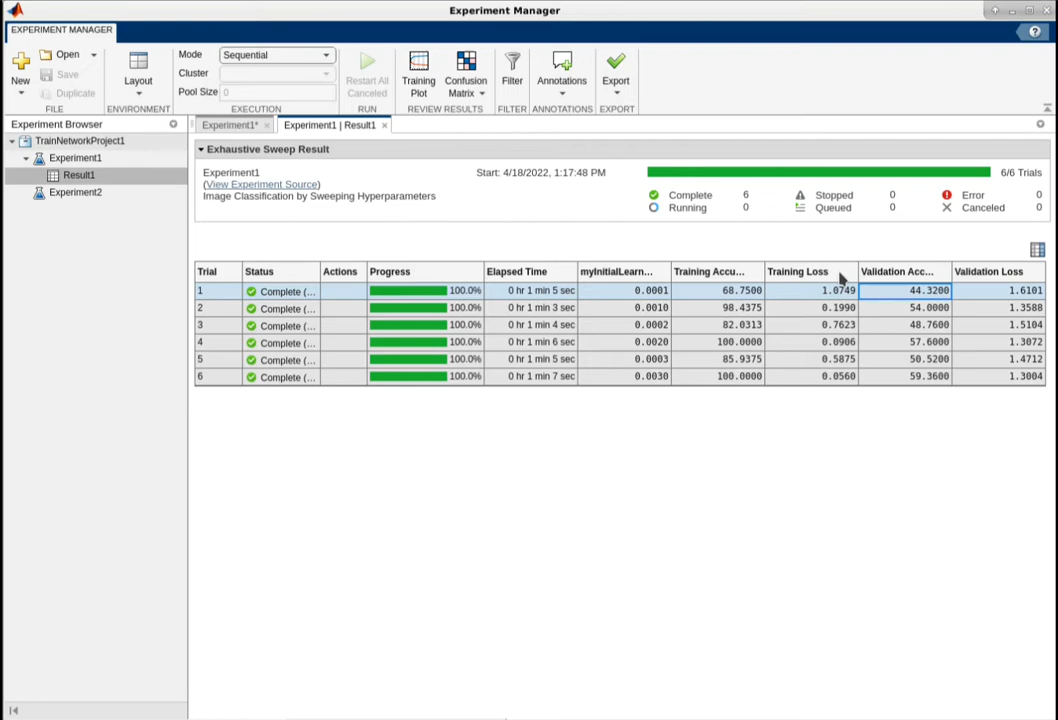 Experiment Manager
EXPERIMENT MANAGER
New
Open
Save
Duplicate
FILE
Layout
ENVIRONMENT
Mode Sequential
Cluster
Pool Size 0
EXECUTION
Restart All
Canceled
RUN
Training
Plot
Confusion
Matrix
REVIEW RESULTS
Filter
FILTER
Annotations
ANNOTATIONS
Export
EXPORT
Experiment Browser
TrainNetworkProject1
Experiment1
Result1
Experiment2
Experiment1* ×
Experiment1 | Result1 ×
Exhaustive Sweep Result
Experiment1
(View Experiment Source)
Image Classification by Sweeping Hyperparameters
Start: 4/18/2022, 1:17:48 PM
6/6 Trials
Complete 6 Stopped 0 Error 0
Running 0 Queued 0 Canceled 0
Trial Status Actions Progress Elapsed Time myInitialLearn... Training Accu... Training Loss Validation Acc... Validation Loss
1 Complete (... 100.0% 0 hr 1 min 5 sec 0.0001 68.7500 1.0749 44.3200 1.6101
2 Complete (... 100.0% 0 hr 1 min 3 sec 0.0010 98.4375 0.1990 54.0000 1.3588
3 Complete (... 100.0% 0 hr 1 min 4 sec 0.0002 82.0313 0.7623 48.7600 1.5104
4 Complete (... 100.0% 0 hr 1 min 6 sec 0.0020 100.0000 0.0906 57.6000 1.3072
5 Complete (... 100.0% 0 hr 1 min 5 sec 0.0003 85.9375 0.5875 50.5200 1.4712
6 Complete (... 100.0% 0 hr 1 min 7 sec 0.0030 100.0000 0.0560 59.3600 1.3004